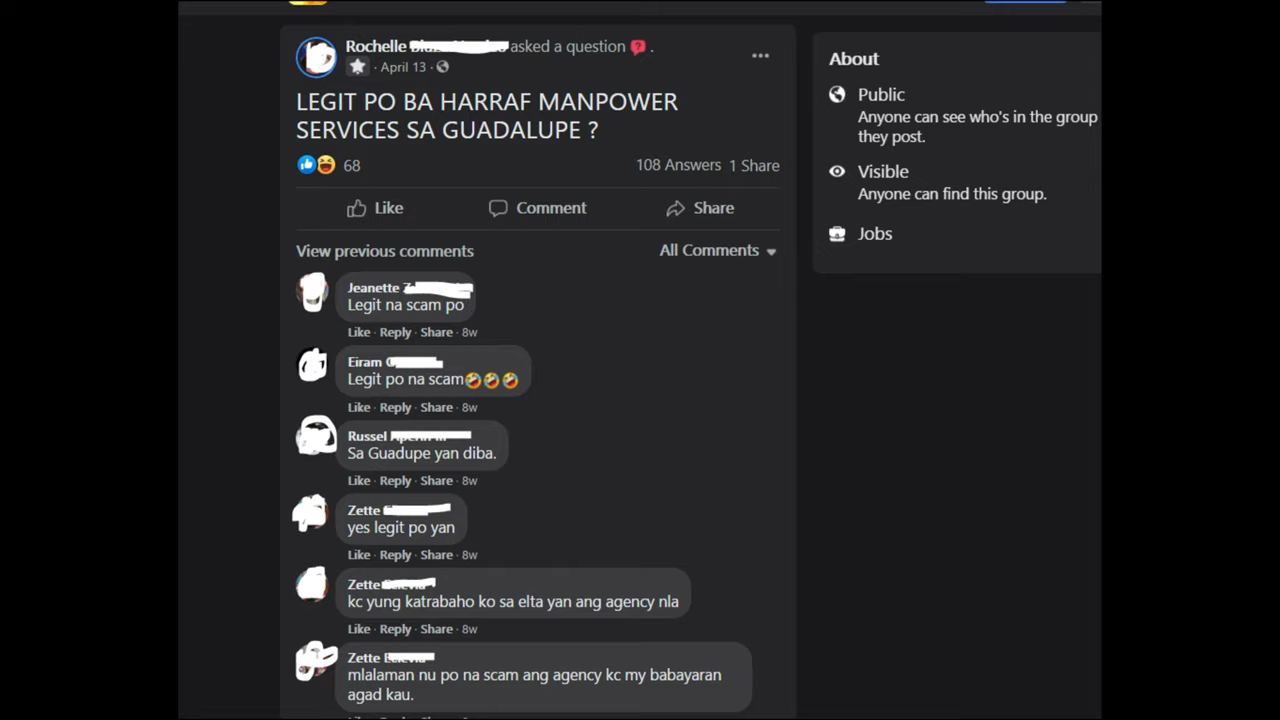 Rochelle asked a question
· April 13 ·
LEGIT PO BA HARRAF MANPOWER
SERVICES SA GUADALUPE ?
68
108 Answers 1 Share
Like Comment Share
View previous comments
All Comments
Jeanette
Legit na scam po
Like · Reply · Share · 8w
Eiram
Legit po na scam🤣🤣🤣
Like · Reply · Share · 8w
Russel
Sa Guadupe yan diba.
Like · Reply · Share · 8w
Zette
yes legit po yan
Like · Reply · Share · 8w
Zette
kc yung katrabaho ko sa elta yan ang agency nla
Like · Reply · Share · 8w
Zette
mlalaman nu po na scam ang agency kc my babayaran
agad kau.
About
Public
Anyone can see who's in the group
they post.
Visible
Anyone can find this group.
Jobs